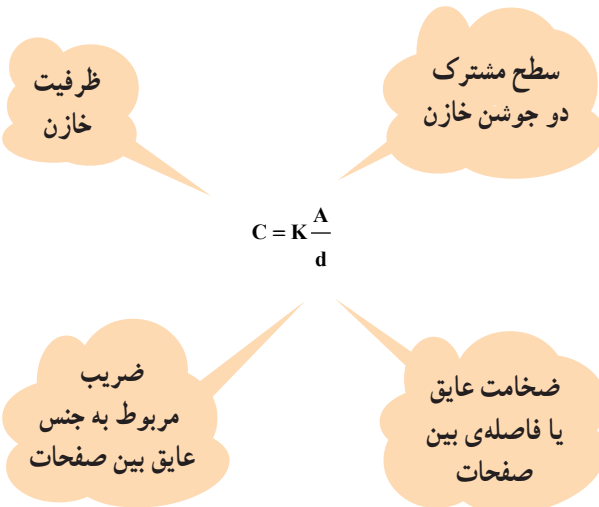 سطح مشترک
دو جوشن خازن
ظرفیت
خازن
C = K A/d
ضریب
مربوط به جنس
عایق بین صفحات
ضخامت عایق
یا فاصله‌ی بین
صفحات